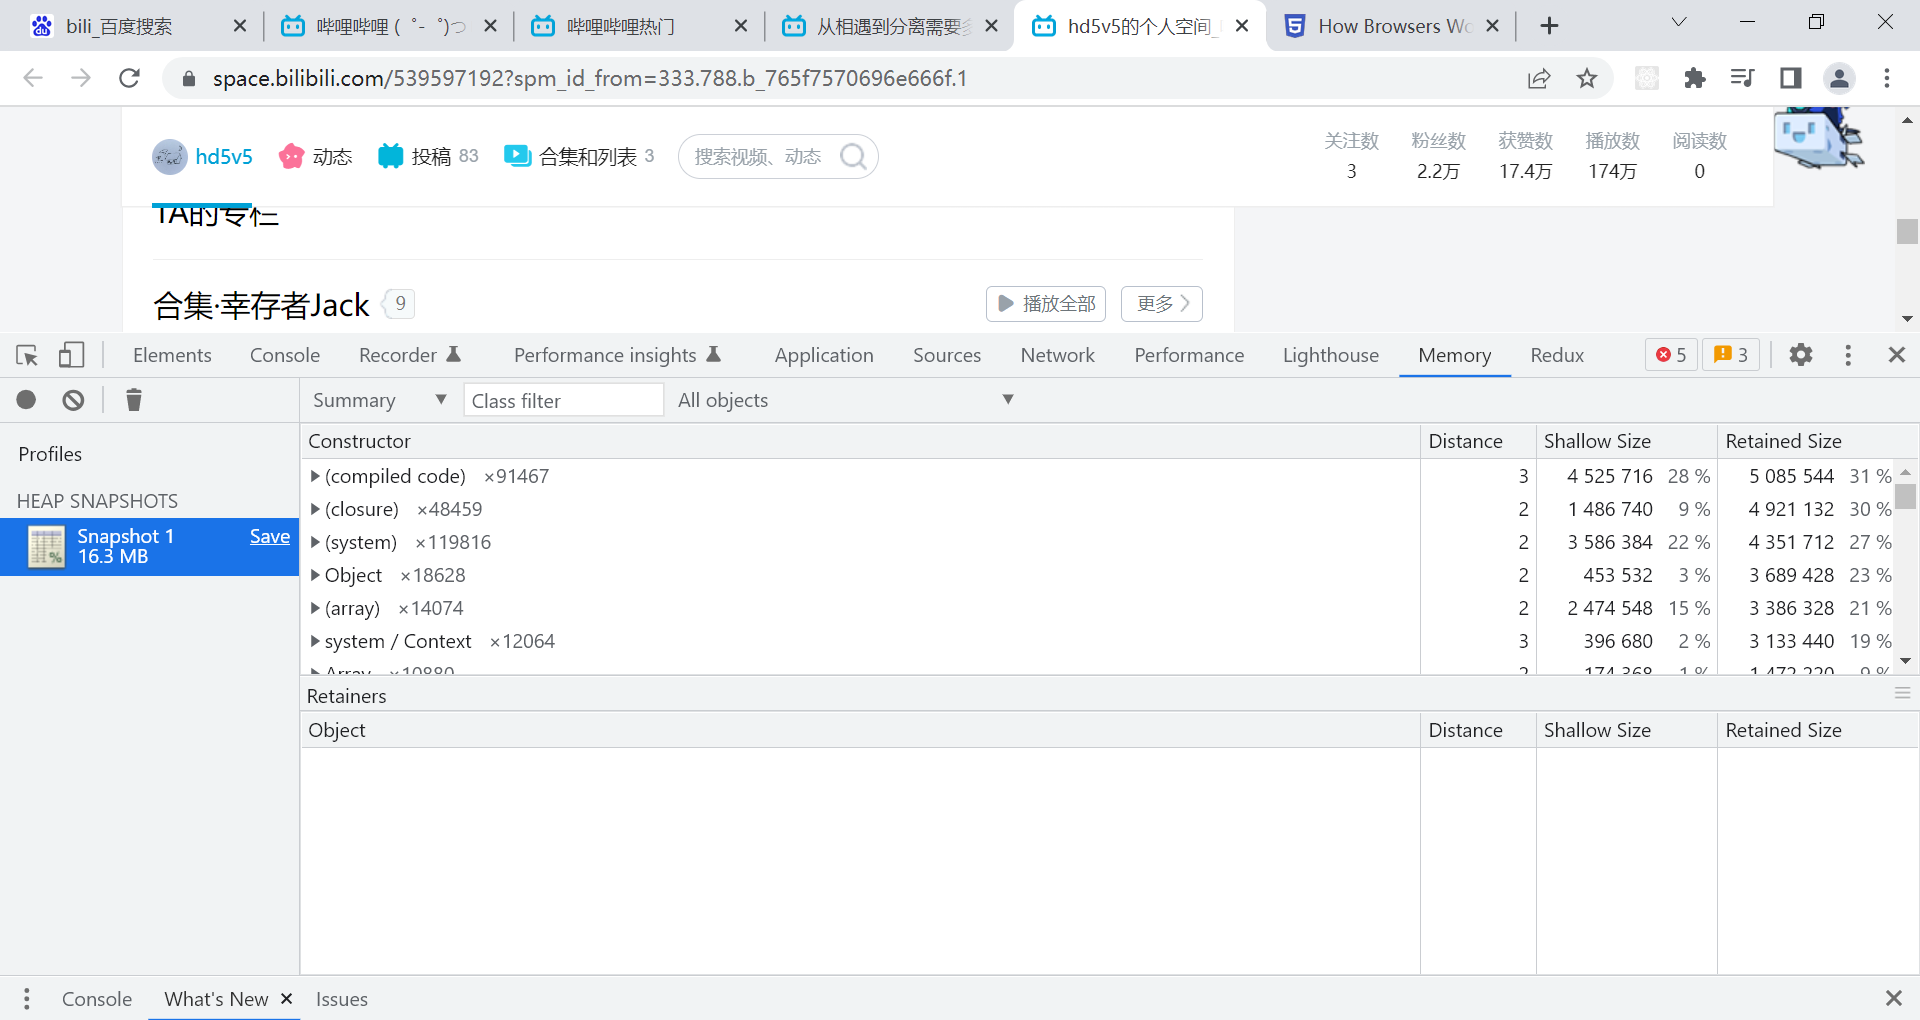 bili_百度搜索
哔哩哔哩 ( ゜- ゜)つ
哔哩哔哩热门
从相遇到分离需要多
hd5v5的个人空间_
How Browsers Wo
space.bilibili.com/539597192?spm_id_from=333.788.b_765f7570696e666f.1
hd5v5 动态 投稿 83 合集和列表 3 搜索视频、动态
关注数 粉丝数 获赞数 播放数 阅读数
3 2.2万 17.4万 174万 0
TA的专栏
合集·幸存者Jack 9 播放全部 更多
Elements Console Recorder Performance insights Application Sources Network Performance Lighthouse Memory Redux 5 3
Summary Class filter All objects
Profiles
HEAP SNAPSHOTS
Snapshot 1 Save
16.3 MB
Constructor Distance Shallow Size Retained Size
(compiled code) ×91467 3 4 525 716 28 % 5 085 544 31 %
(closure) ×48459 2 1 486 740 9 % 4 921 132 30 %
(system) ×119816 2 3 586 384 22 % 4 351 712 27 %
Object ×18628 2 453 532 3 % 3 689 428 23 %
(array) ×14074 2 2 474 548 15 % 3 386 328 21 %
system / Context ×12064 3 396 680 2 % 3 133 440 19 %
Array ×10880 2 174 368 1 % 1 472 220 9 %
Retainers
Object Distance Shallow Size Retained Size
Console What's New Issues